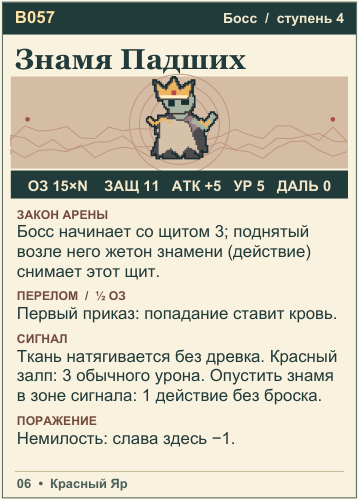 B057 Босс / ступень 4
Знамя Падших
ОЗ 15×N ЗАЩ 11 АТК +5 УР 5 ДАЛЬ 0
ЗАКОН АРЕНЫ
Босс начинает со щитом 3; поднятый
возле него жетон знамени (действие)
снимает этот щит.
ПЕРЕЛОМ / ½ ОЗ
Первый приказ: попадание ставит кровь.
СИГНАЛ
Ткань натягивается без древка. Красный
залп: 3 обычного урона. Опустить знамя
в зоне сигнала: 1 действие без броска.
ПОРАЖЕНИЕ
Немилость: слава здесь −1.
06 • Красный Яр